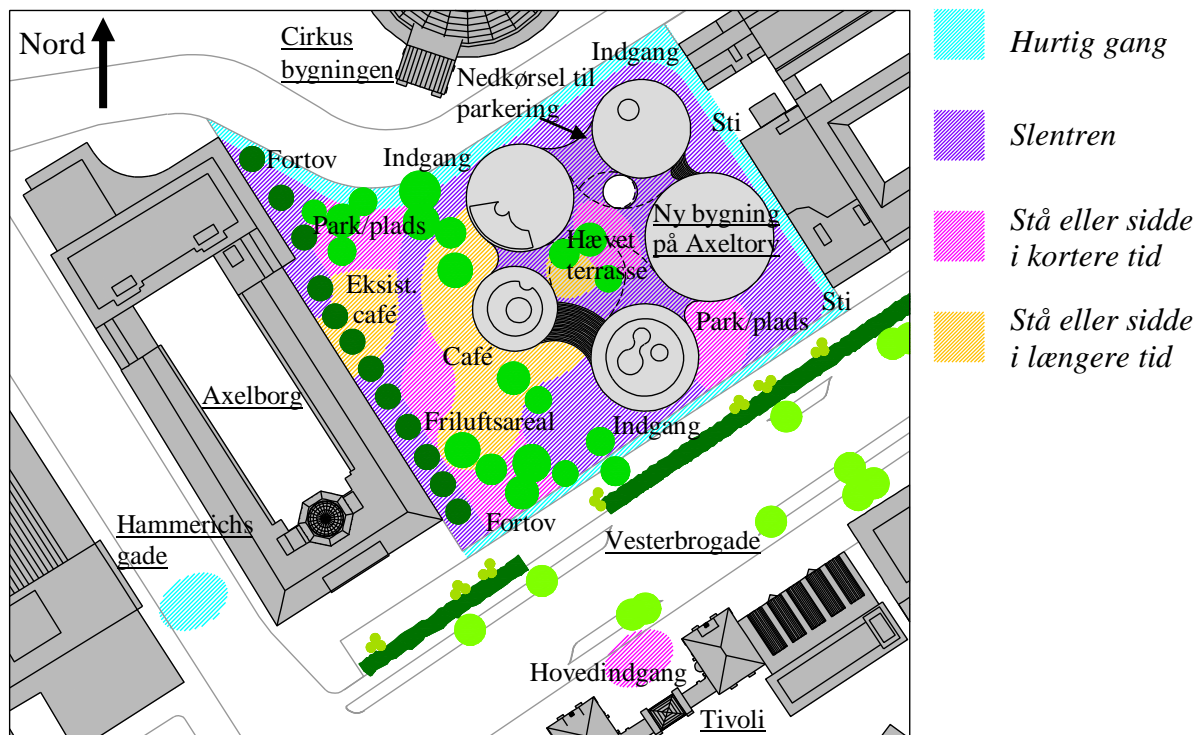 Nord
Cirkus
bygningen
Indgang
Nedkørsel til
parkering
Sti
Fortov
Indgang
Park/plads
Ny bygning
på Axeltory
Hævet
terrasse
Eksist.
café
Sti
Park/plads
Café
Axelborg
Friluftsareal
Indgang
Fortov
Hammerichs
gade
Vesterbrogade
Hovedindgang
Tivoli
Hurtig gang
Slentren
Stå eller sidde
i kortere tid
Stå eller sidde
i længere tid